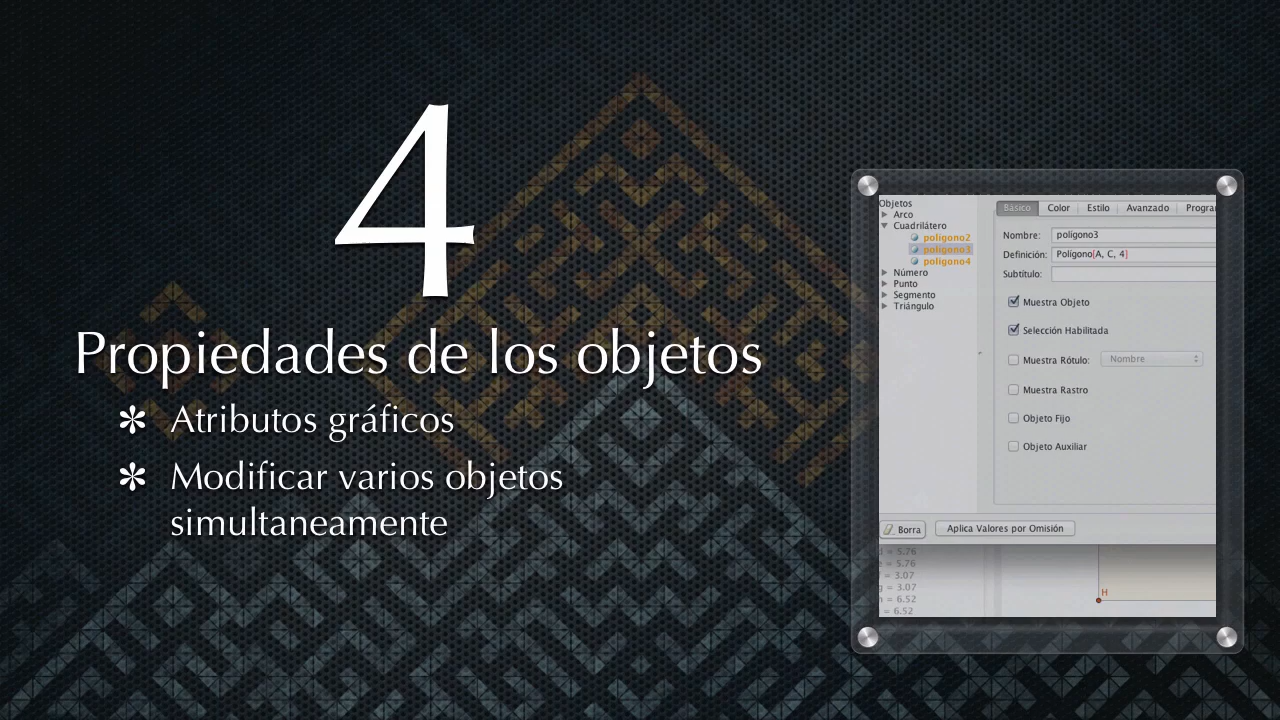 4
Propiedades de los objetos
✻ Atributos gráficos
✻ Modificar varios objetos
simultaneamente
Objetos
Arco
Cuadrilátero
polígono2
polígono3
polígono4
Número
Punto
Segmento
Triángulo
Básico Color Estilo Avanzado
Nombre: polígono3
Definición: Polígono[A, C, 4]
Subtítulo:
Muestra Objeto
Selección Habilitada
Muestra Rótulo: Nombre
Muestra Rastro
Objeto Fijo
Objeto Auxiliar
Borra Aplica Valores por Omisión
= 5.76
e = 5.76
f = 3.07
g = 3.07
= 6.52
= 6.52
H